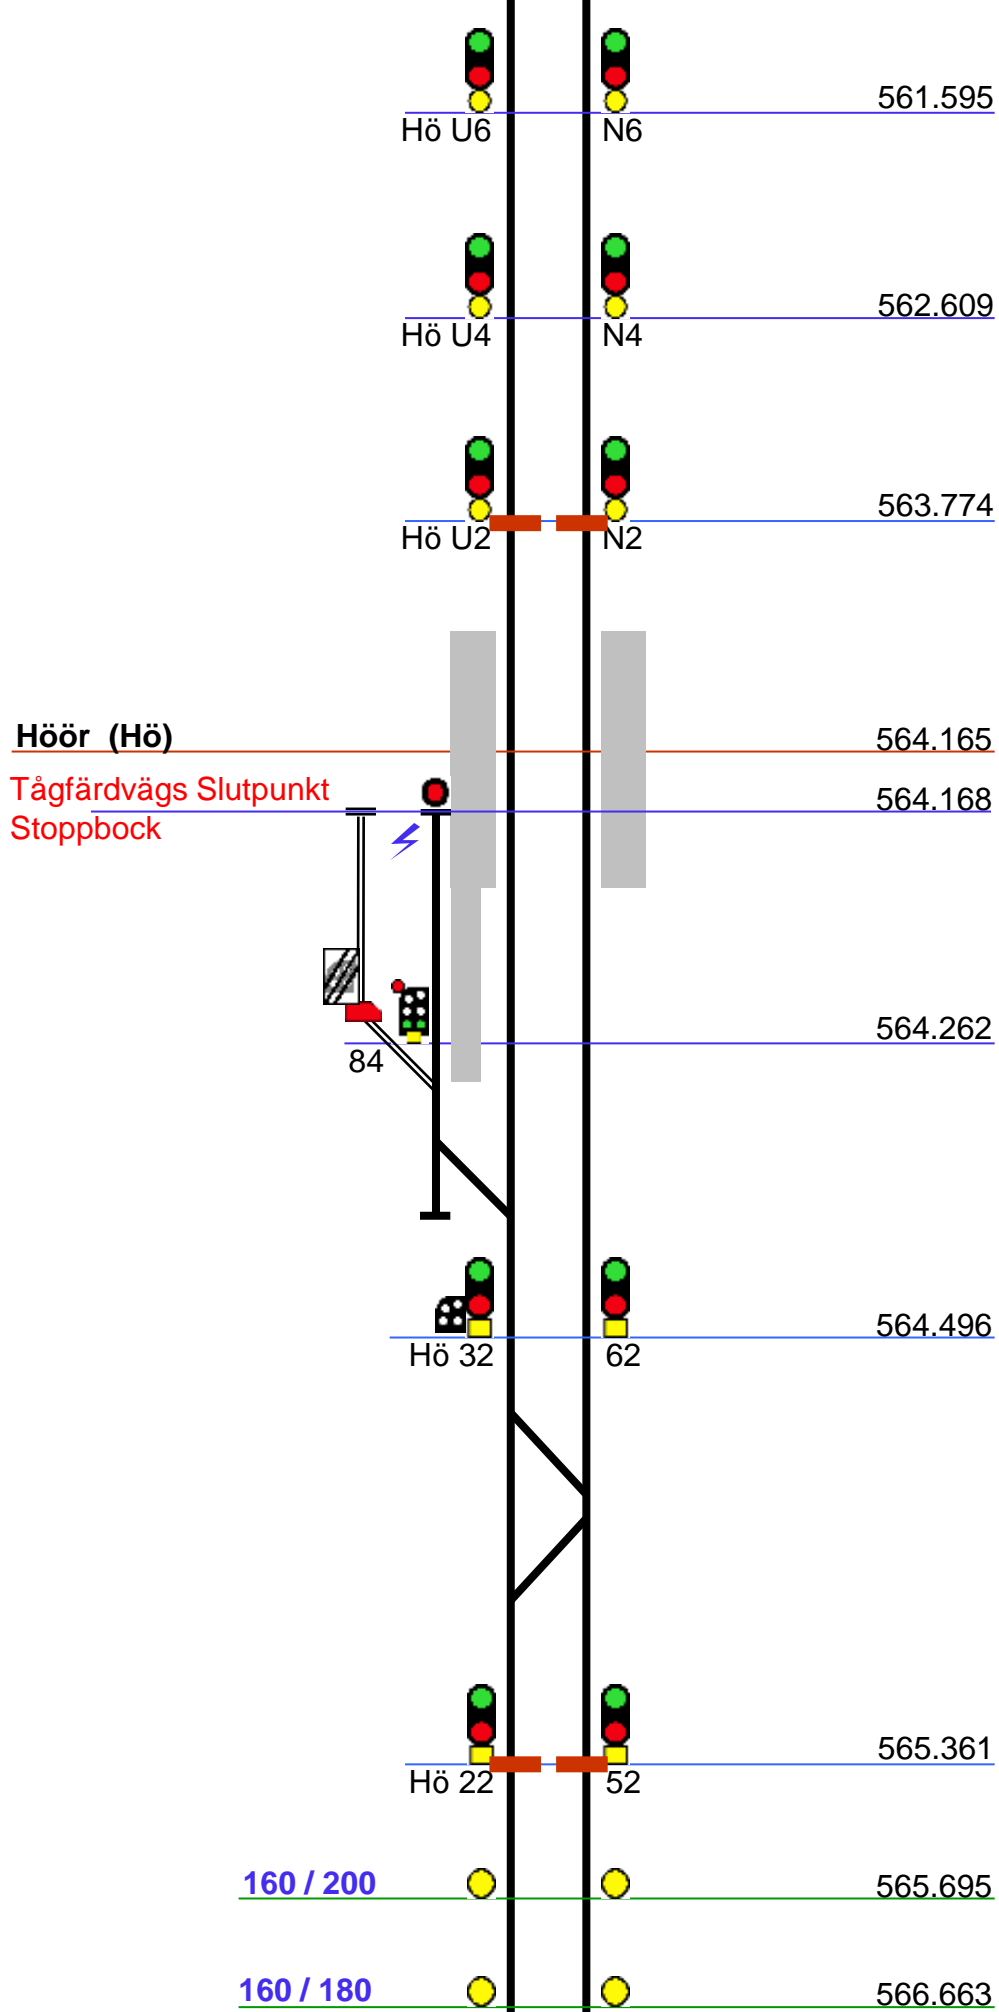 561.595
Hö U6 N6
562.609
Hö U4 N4
563.774
Hö U2 N2
Höör (Hö) 564.165
Tågfärdvägs Slutpunkt 564.168
Stoppbock
564.262
84
564.496
Hö 32 62
565.361
Hö 22 52
160 / 200 565.695
160 / 180 566.663